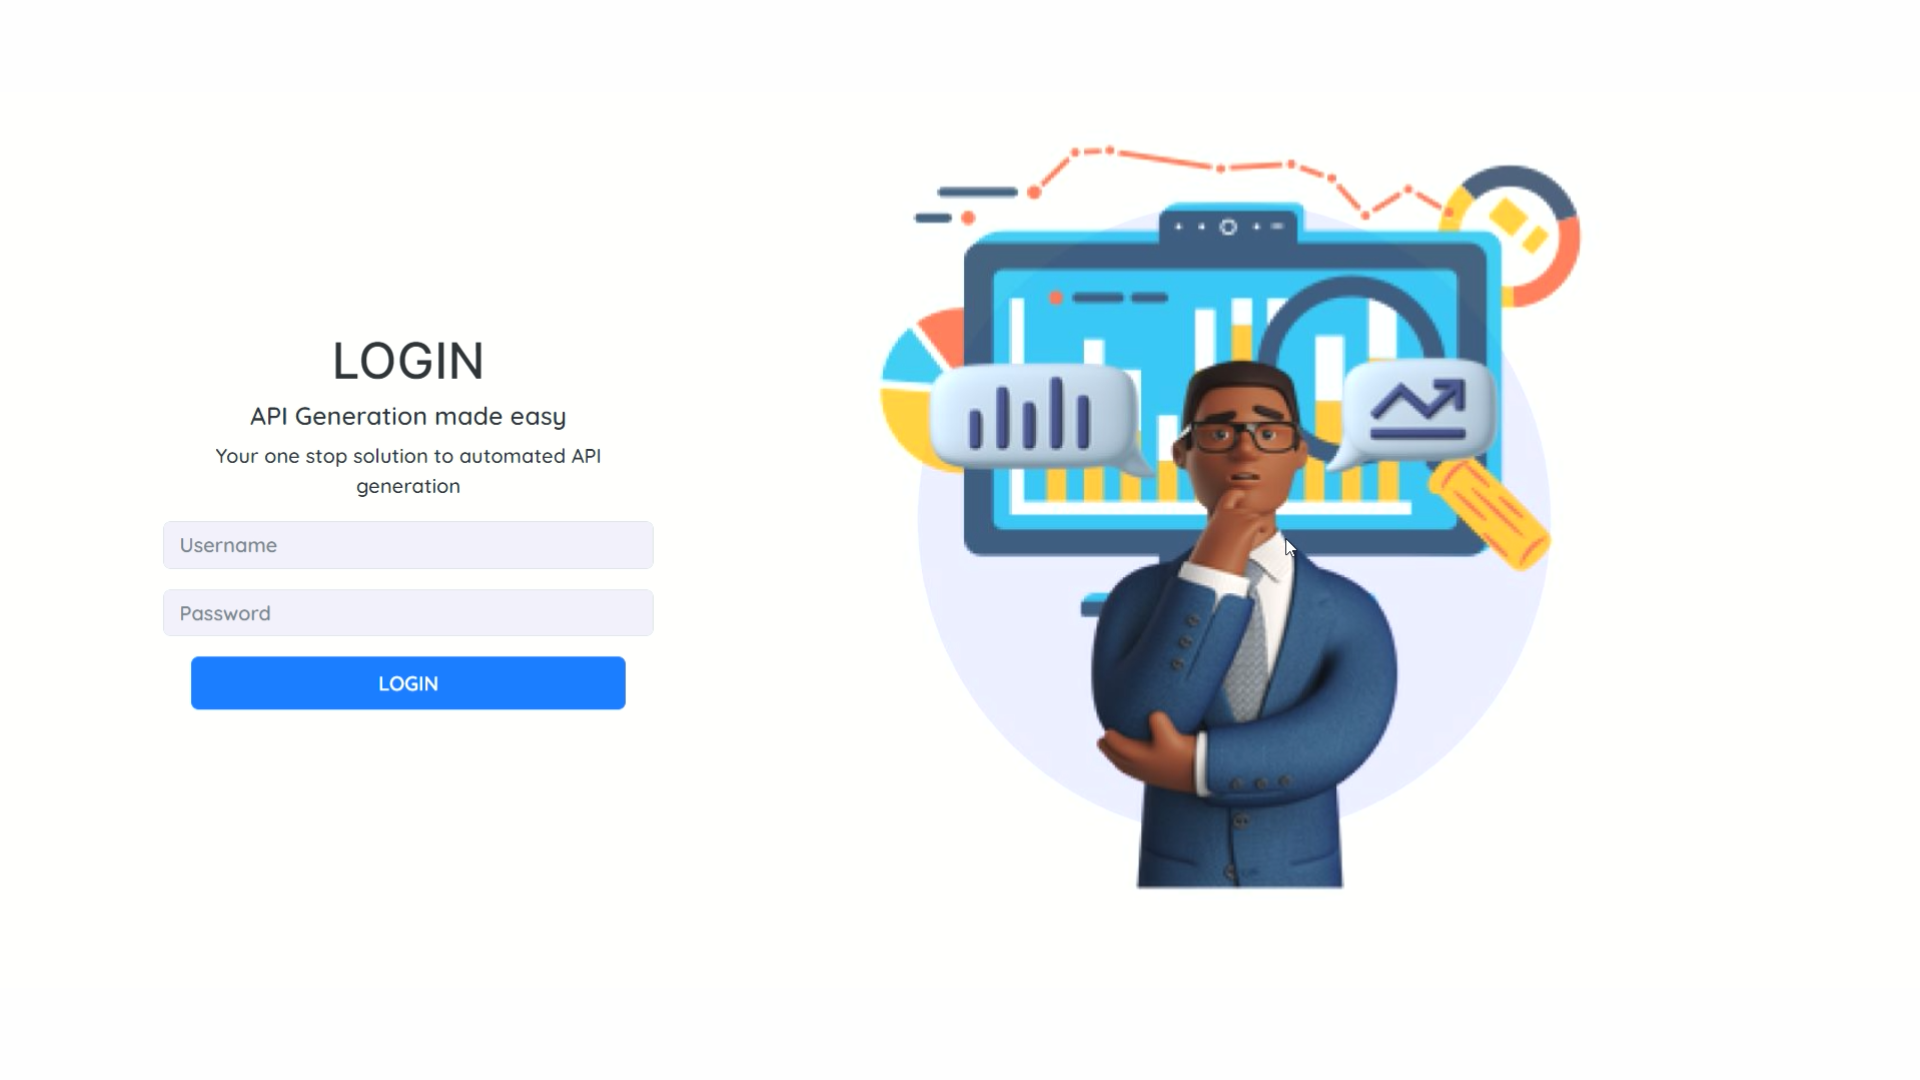 LOGIN
API Generation made easy
Your one stop solution to automated API
generation
Username
Password
LOGIN